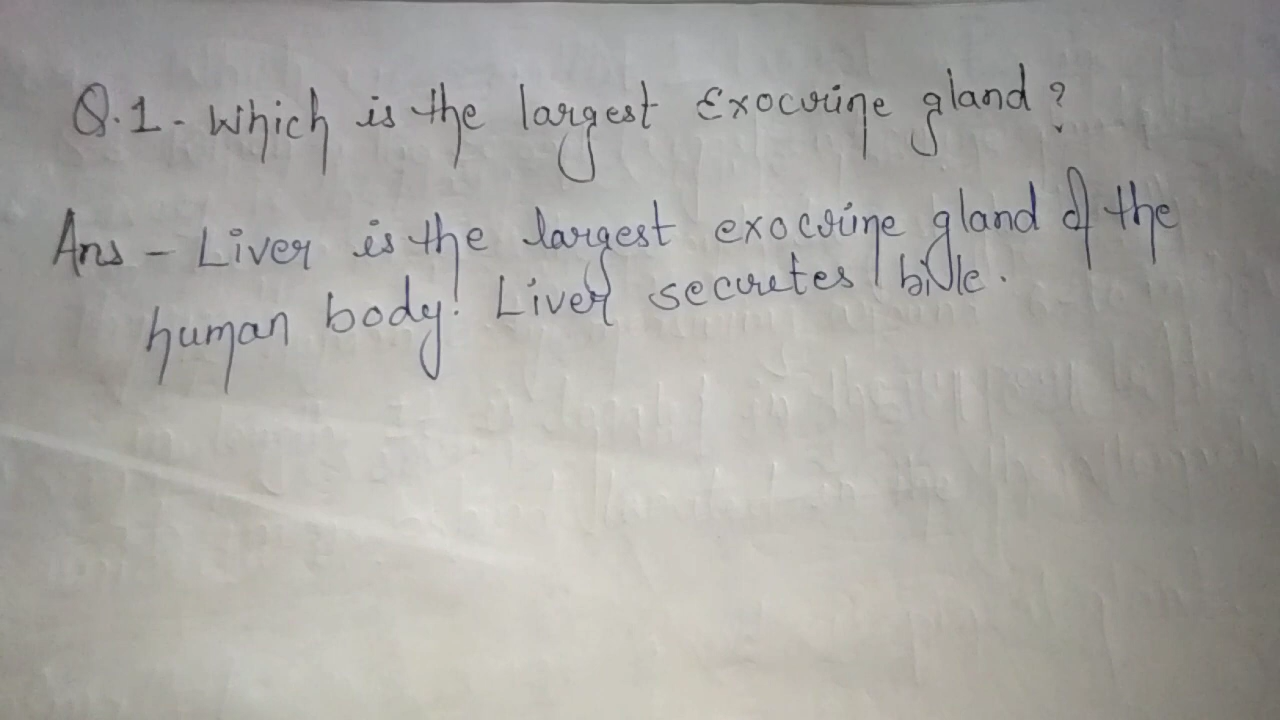 Q.1- Which is the largest Exocrine gland?
Ans - Liver is the largest exocrine gland of the
human body. Liver secretes bile.